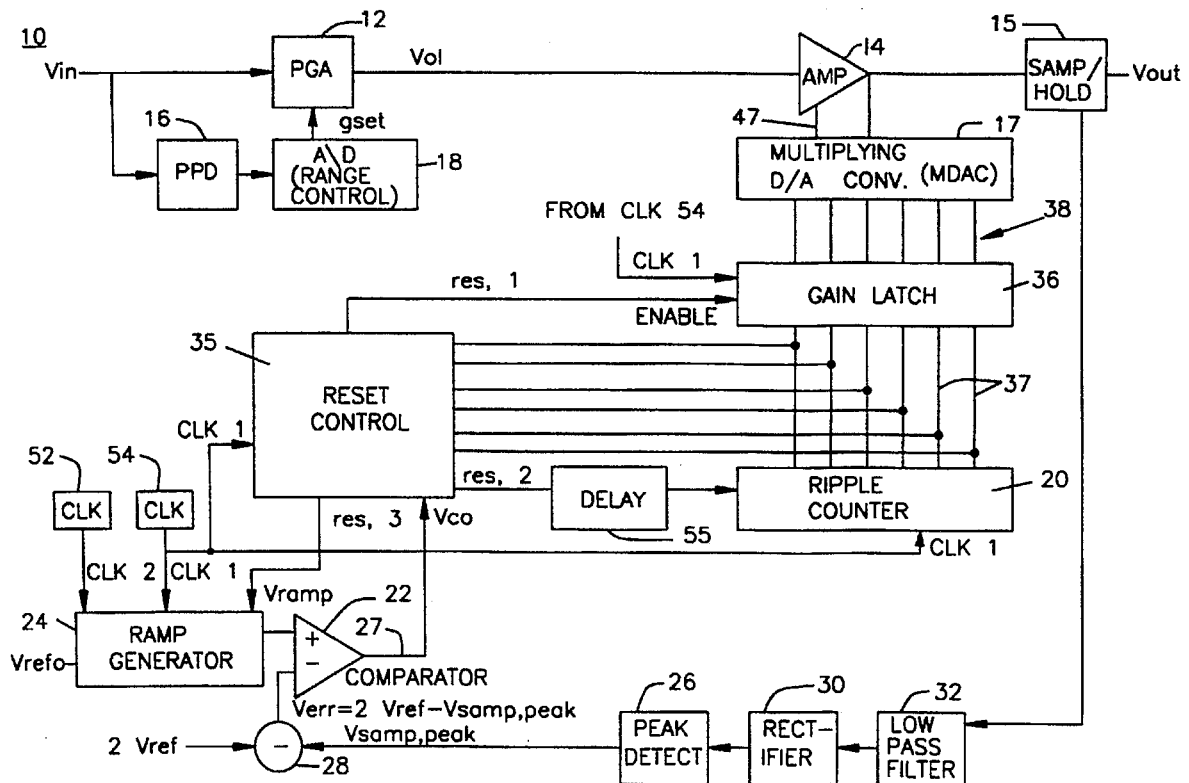 10
12
14
15
Vin
PGA
Vol
AMP
SAMP/
HOLD
Vout
16
gset
47
17
PPD
A/D
(RANGE
CONTROL)
18
MULTIPLYING
D/A CONV. (MDAC)
FROM CLK 54
38
CLK 1
res, 1
GAIN LATCH
36
ENABLE
35
RESET
CONTROL
37
CLK 1
52
54
res, 2
DELAY
RIPPLE
COUNTER
20
CLK
CLK
res, 3
Vco
55
CLK 1
CLK 2
CLK 1
Vramp
22
24
RAMP
GENERATOR
+
-
27
Vrefo
COMPARATOR
26
30
32
Verr=2 Vref-Vsamp,peak
Vsamp,peak
PEAK
DETECT
RECT-
IFIER
LOW
PASS
FILTER
2 Vref
-
28